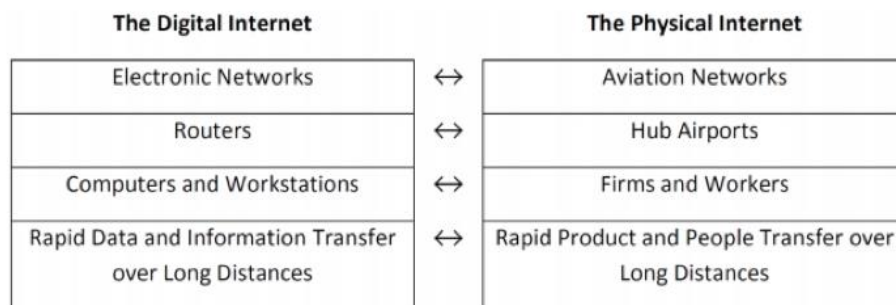 The Digital Internet The Physical Internet
Electronic Networks ↔ Aviation Networks
Routers ↔ Hub Airports
Computers and Workstations ↔ Firms and Workers
Rapid Data and Information Transfer ↔ Rapid Product and People Transfer over
over Long Distances Long Distances